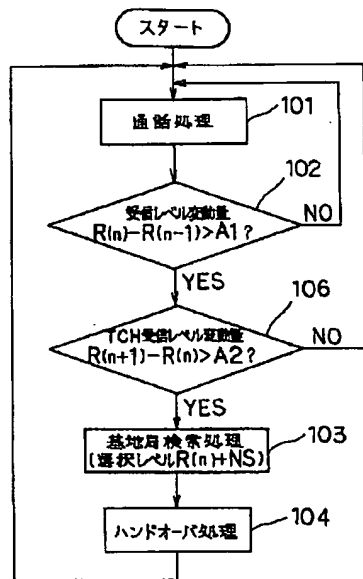 スタート
101
通話処理
102
受信レベル変動量
R(n)-R(n-1)>A1?
NO
YES
106
TCH受信レベル変動量
R(n+1)-R(n)>A2?
NO
YES
基地局検索処理
(選択レベルR(n)+NS)
103
ハンドオーバ処理
104